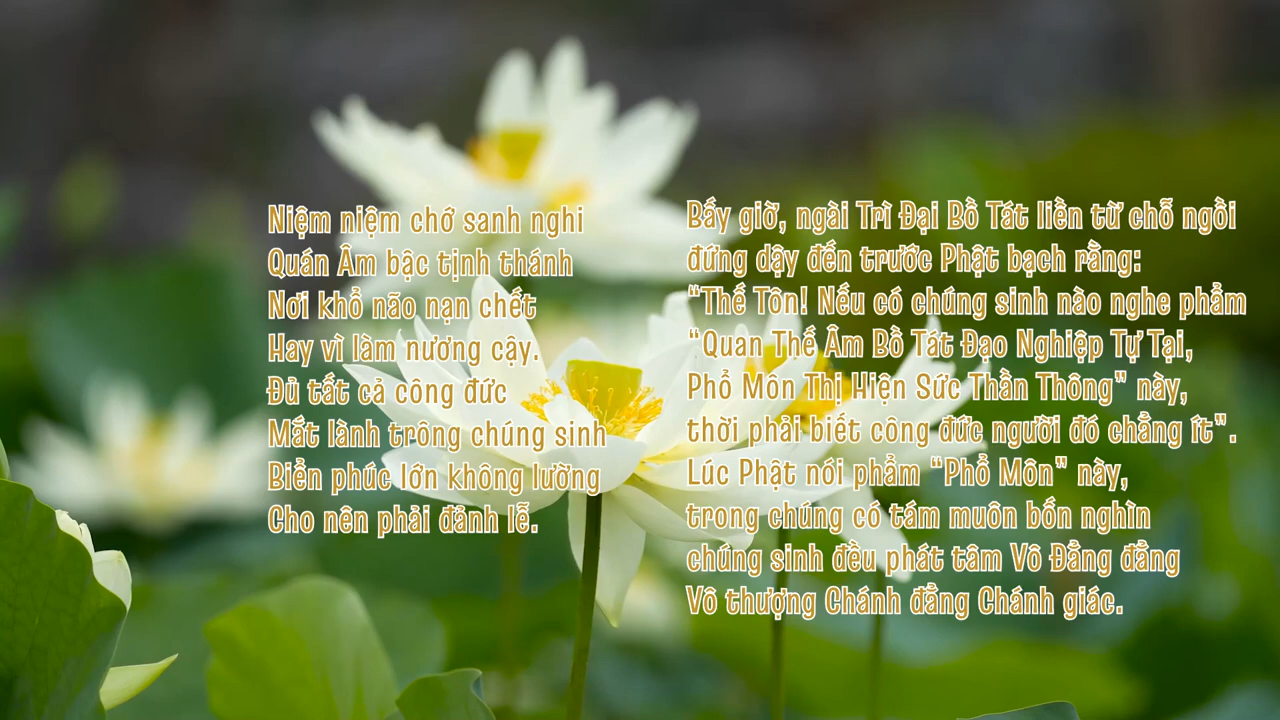 Niệm niệm chớ sanh nghi
Quán Âm bậc tịnh thánh
Nơi khổ não nạn chết
Hay vì làm nương cậy.
Đủ tất cả công đức
Mắt lành trông chúng sinh
Biển phúc lớn không lường
Cho nên phải đảnh lễ.
Bấy giờ, ngài Trì Đại Bồ Tát liền từ chỗ ngồi
đứng dậy đến trước Phật bạch rằng:
“Thế Tôn! Nếu có chúng sinh nào nghe phẩm
“Quan Thế Âm Bồ Tát Đạo Nghiệp Tự Tại,
Phổ Môn Thị Hiện Sức Thần Thông” này,
thời phải biết công đức người đó chẳng ít”.
Lúc Phật nói phẩm “Phổ Môn” này,
trong chúng có tám muôn bốn nghìn
chúng sinh đều phát tâm Vô Đẳng đẳng
Vô thượng Chánh đẳng Chánh giác.